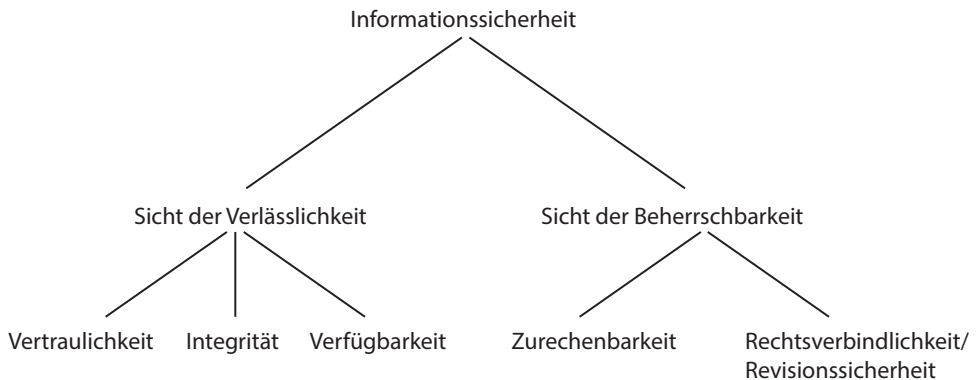 Informationssicherheit
Sicht der Verlässlichkeit
Sicht der Beherrschbarkeit
Vertraulichkeit
Integrität
Verfügbarkeit
Zurechenbarkeit
Rechtsverbindlichkeit/
Revisionssicherheit